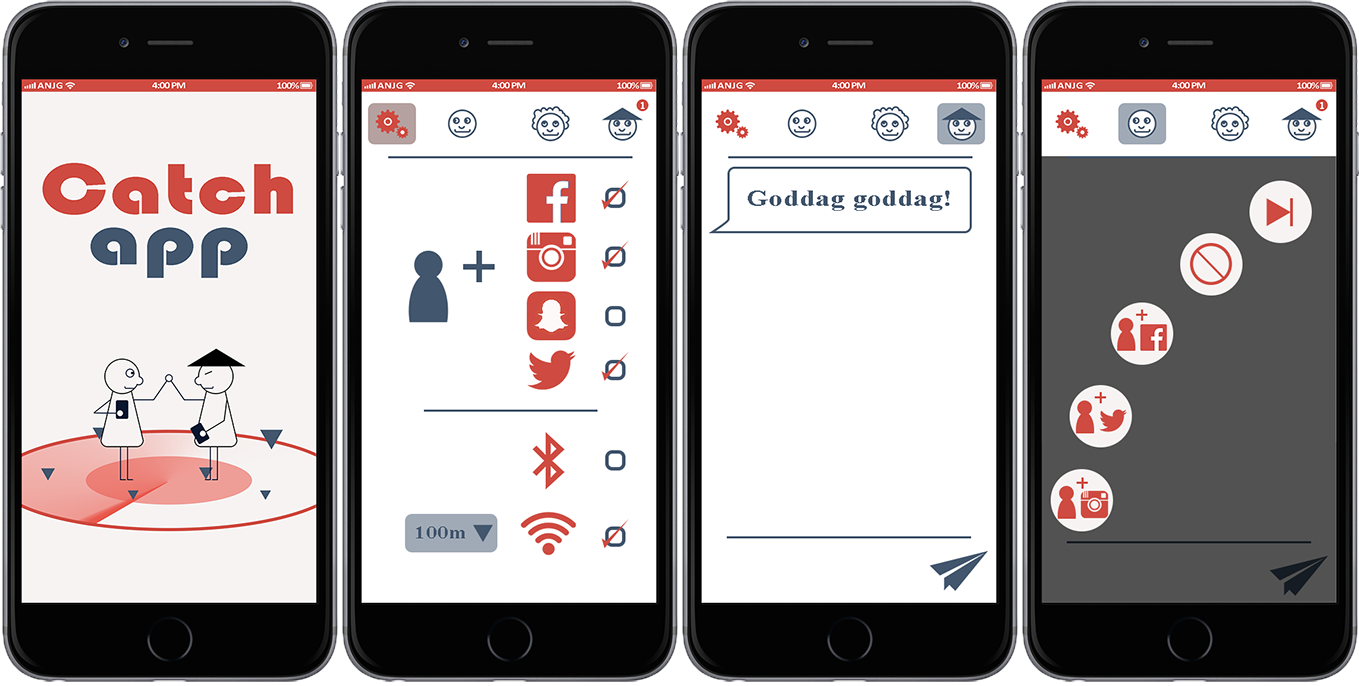 ANJG 4:00 PM 100%
Catch
app
ANJG 4:00 PM 100%
1
100m
ANJG 4:00 PM 100%
Goddag goddag!
ANJG 4:00 PM 100%
1